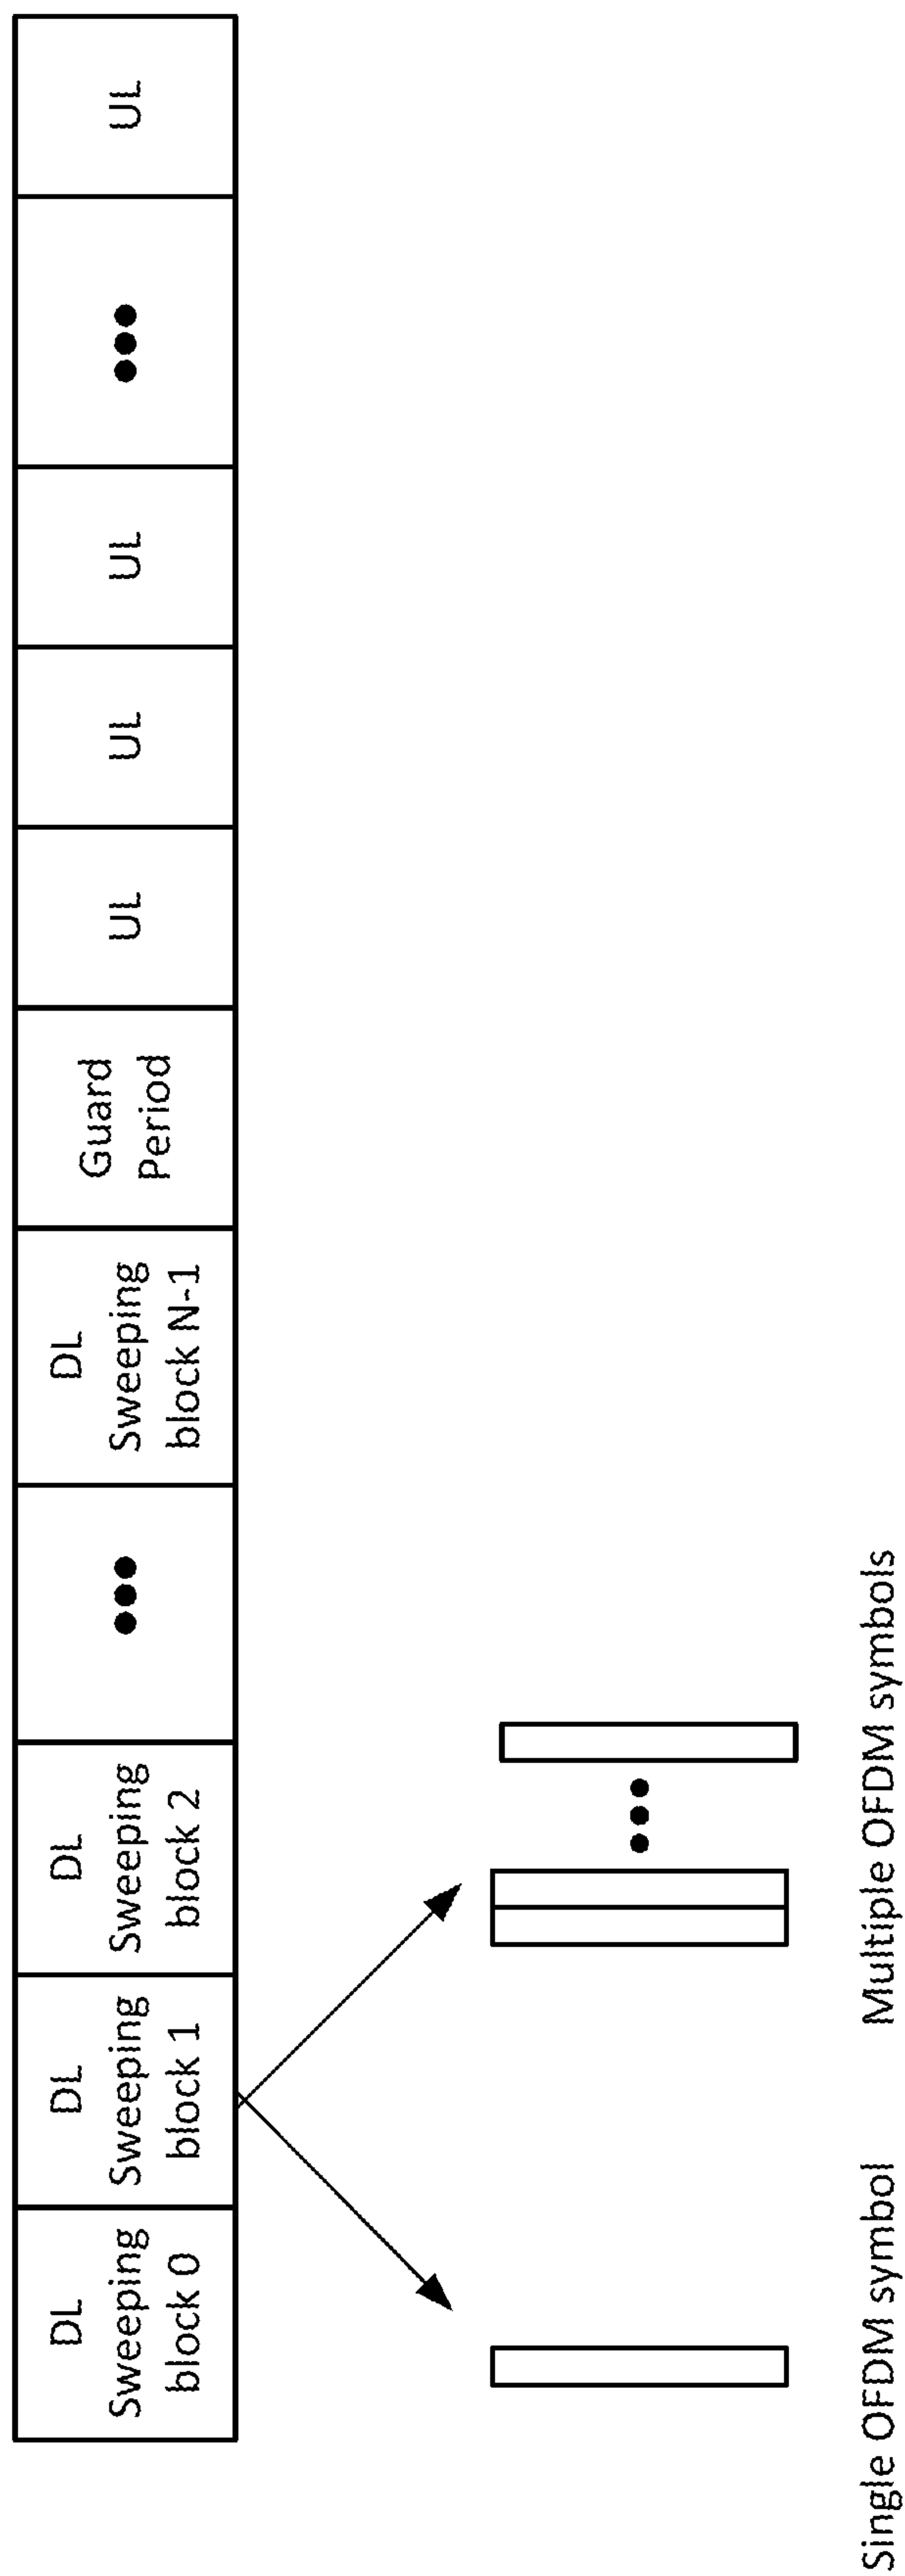 DL
Sweeping
block 0
DL
Sweeping
block 1
DL
Sweeping
block 2
DL
Sweeping
block N-1
Guard
Period
UL
UL
UL
UL
Single OFDM symbol
Multiple OFDM symbols